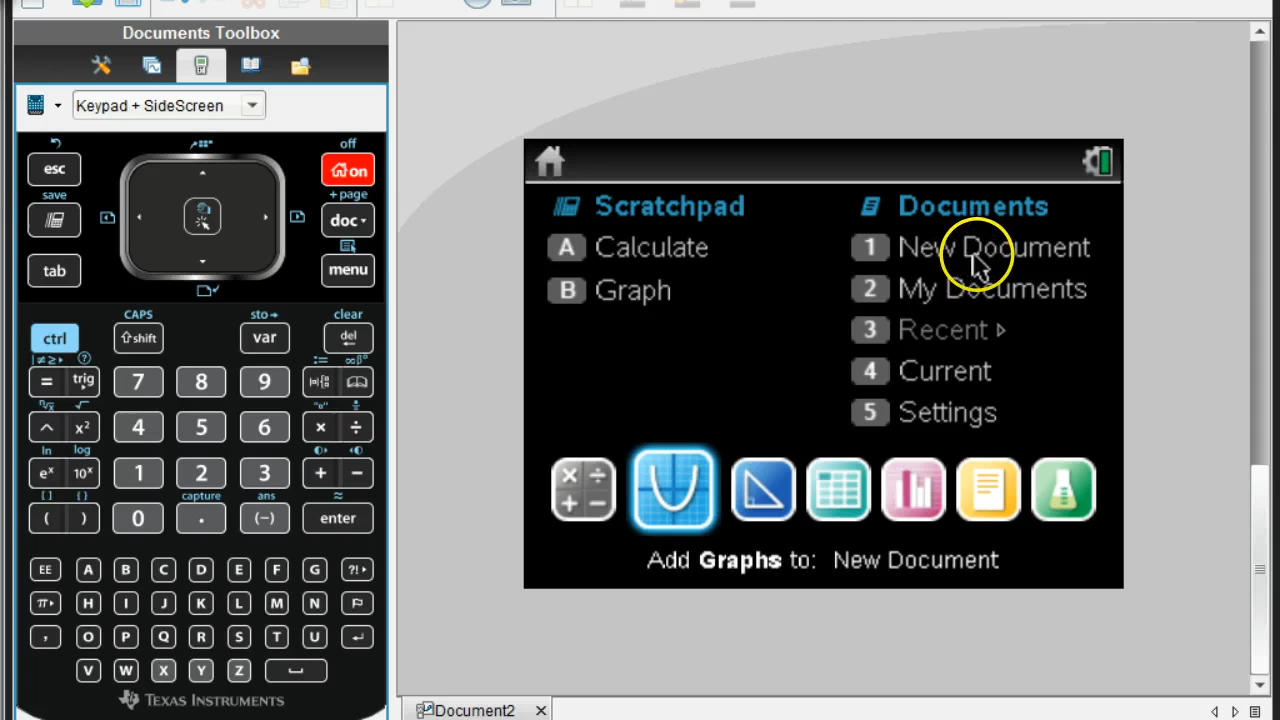 Documents Toolbox
Keypad + SideScreen
off
esc
on
save
+ page
doc
tab
menu
CAPS
sto
clear
ctrl
shift
var
del
=
trig
7
8
9
^
x²
4
5
6
×
÷
ln
log
eˣ
10ˣ
1
2
3
+
−
[ ]
{ }
capture
ans
≈
(
)
0
.
(−)
enter
EE
A
B
C
D
E
F
G
?!
π
H
I
J
K
L
M
N
,
O
P
Q
R
S
T
U
V
W
X
Y
Z
TEXAS INSTRUMENTS
Scratchpad
A Calculate
B Graph
Documents
1 New Document
2 My Documents
3 Recent
4 Current
5 Settings
Add Graphs to: New Document
Document2